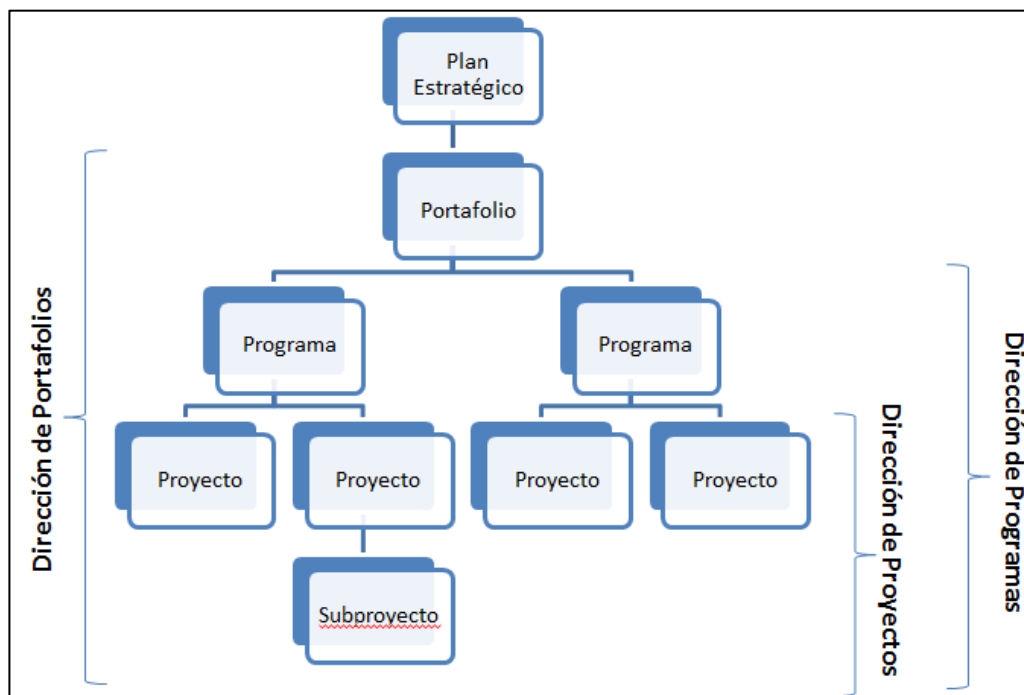 Plan
Estratégico
Portafolio
Programa
Programa
Proyecto
Proyecto
Proyecto
Proyecto
Subproyecto
Dirección de Portafolios
Dirección de Proyectos
Dirección de Programas